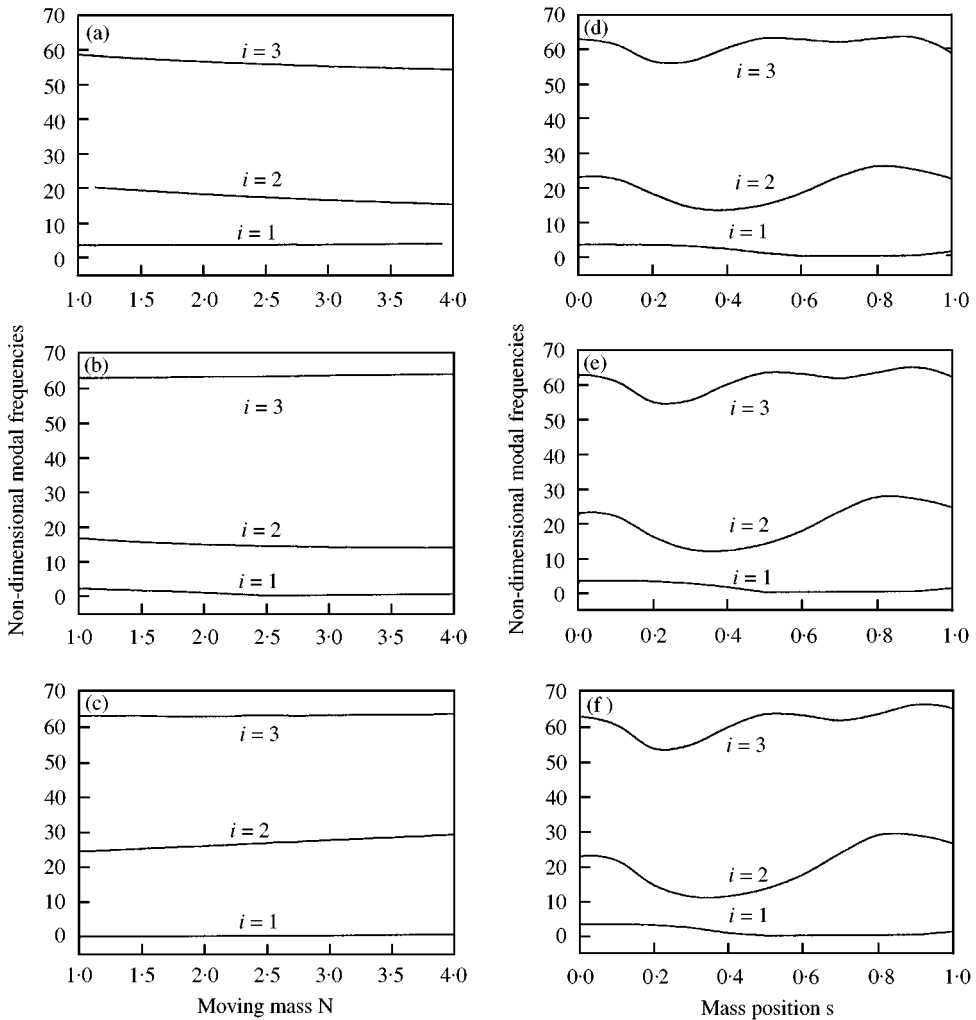 (a)
70
60
50
40
30
20
10
0
i = 3
i = 2
i = 1
1·0 1·5 2·0 2·5 3·0 3·5 4·0
(b)
70
60
50
40
30
20
10
0
i = 3
i = 2
i = 1
1·0 1·5 2·0 2·5 3·0 3·5 4·0
(c)
70
60
50
40
30
20
10
0
i = 3
i = 2
i = 1
1·0 1·5 2·0 2·5 3·0 3·5 4·0
Moving mass N
Non-dimensional modal frequencies
(d)
70
60
50
40
30
20
10
0
i = 3
i = 2
i = 1
0·0 0·2 0·4 0·6 0·8 1·0
(e)
70
60
50
40
30
20
10
0
i = 3
i = 2
i = 1
0·0 0·2 0·4 0·6 0·8 1·0
(f)
70
60
50
40
30
20
10
0
i = 3
i = 2
i = 1
0·0 0·2 0·4 0·6 0·8 1·0
Mass position s
Non-dimensional modal frequencies